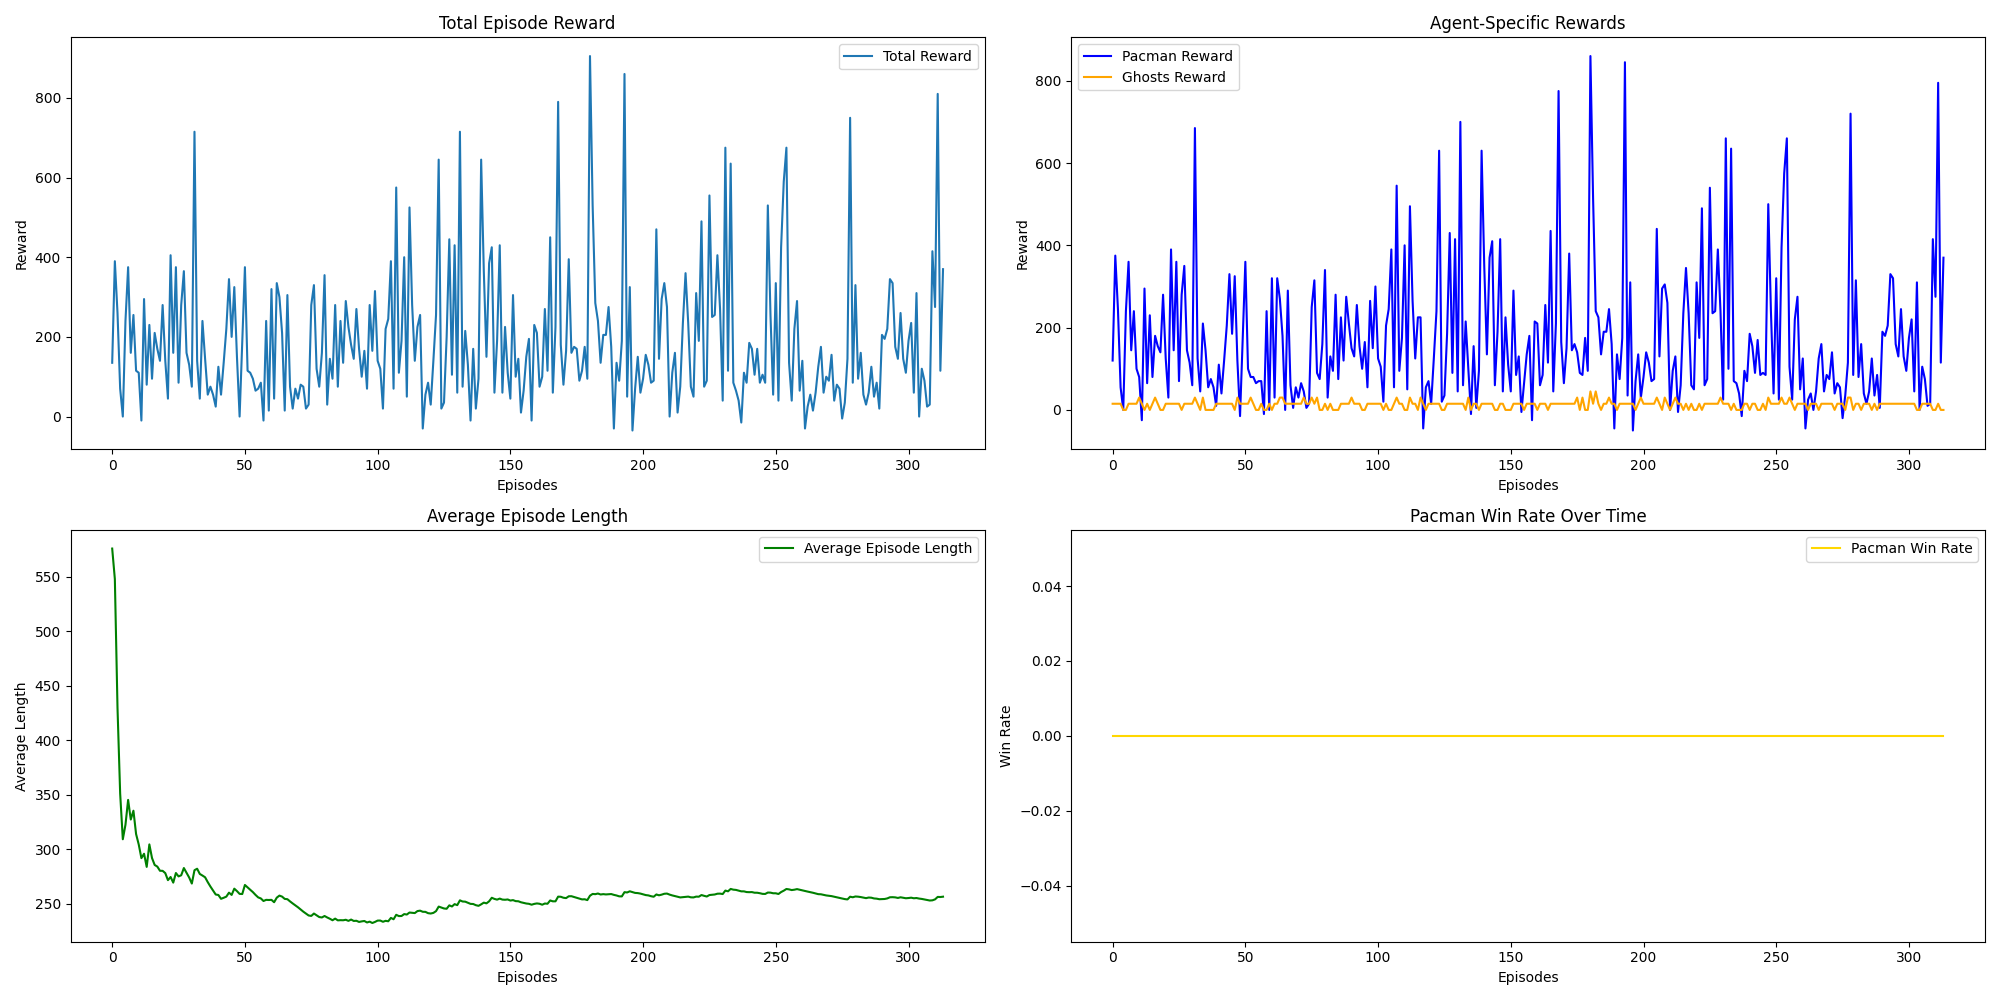 Total Episode Reward
Total Reward
Reward
800
600
400
200
0
0 50 100 150 200 250 300
Episodes
Agent-Specific Rewards
Pacman Reward
Ghosts Reward
Reward
800
600
400
200
0
0 50 100 150 200 250 300
Episodes
Average Episode Length
Average Episode Length
Average Length
550
500
450
400
350
300
250
0 50 100 150 200 250 300
Episodes
Pacman Win Rate Over Time
Pacman Win Rate
Win Rate
0.04
0.02
0.00
−0.02
−0.04
0 50 100 150 200 250 300
Episodes